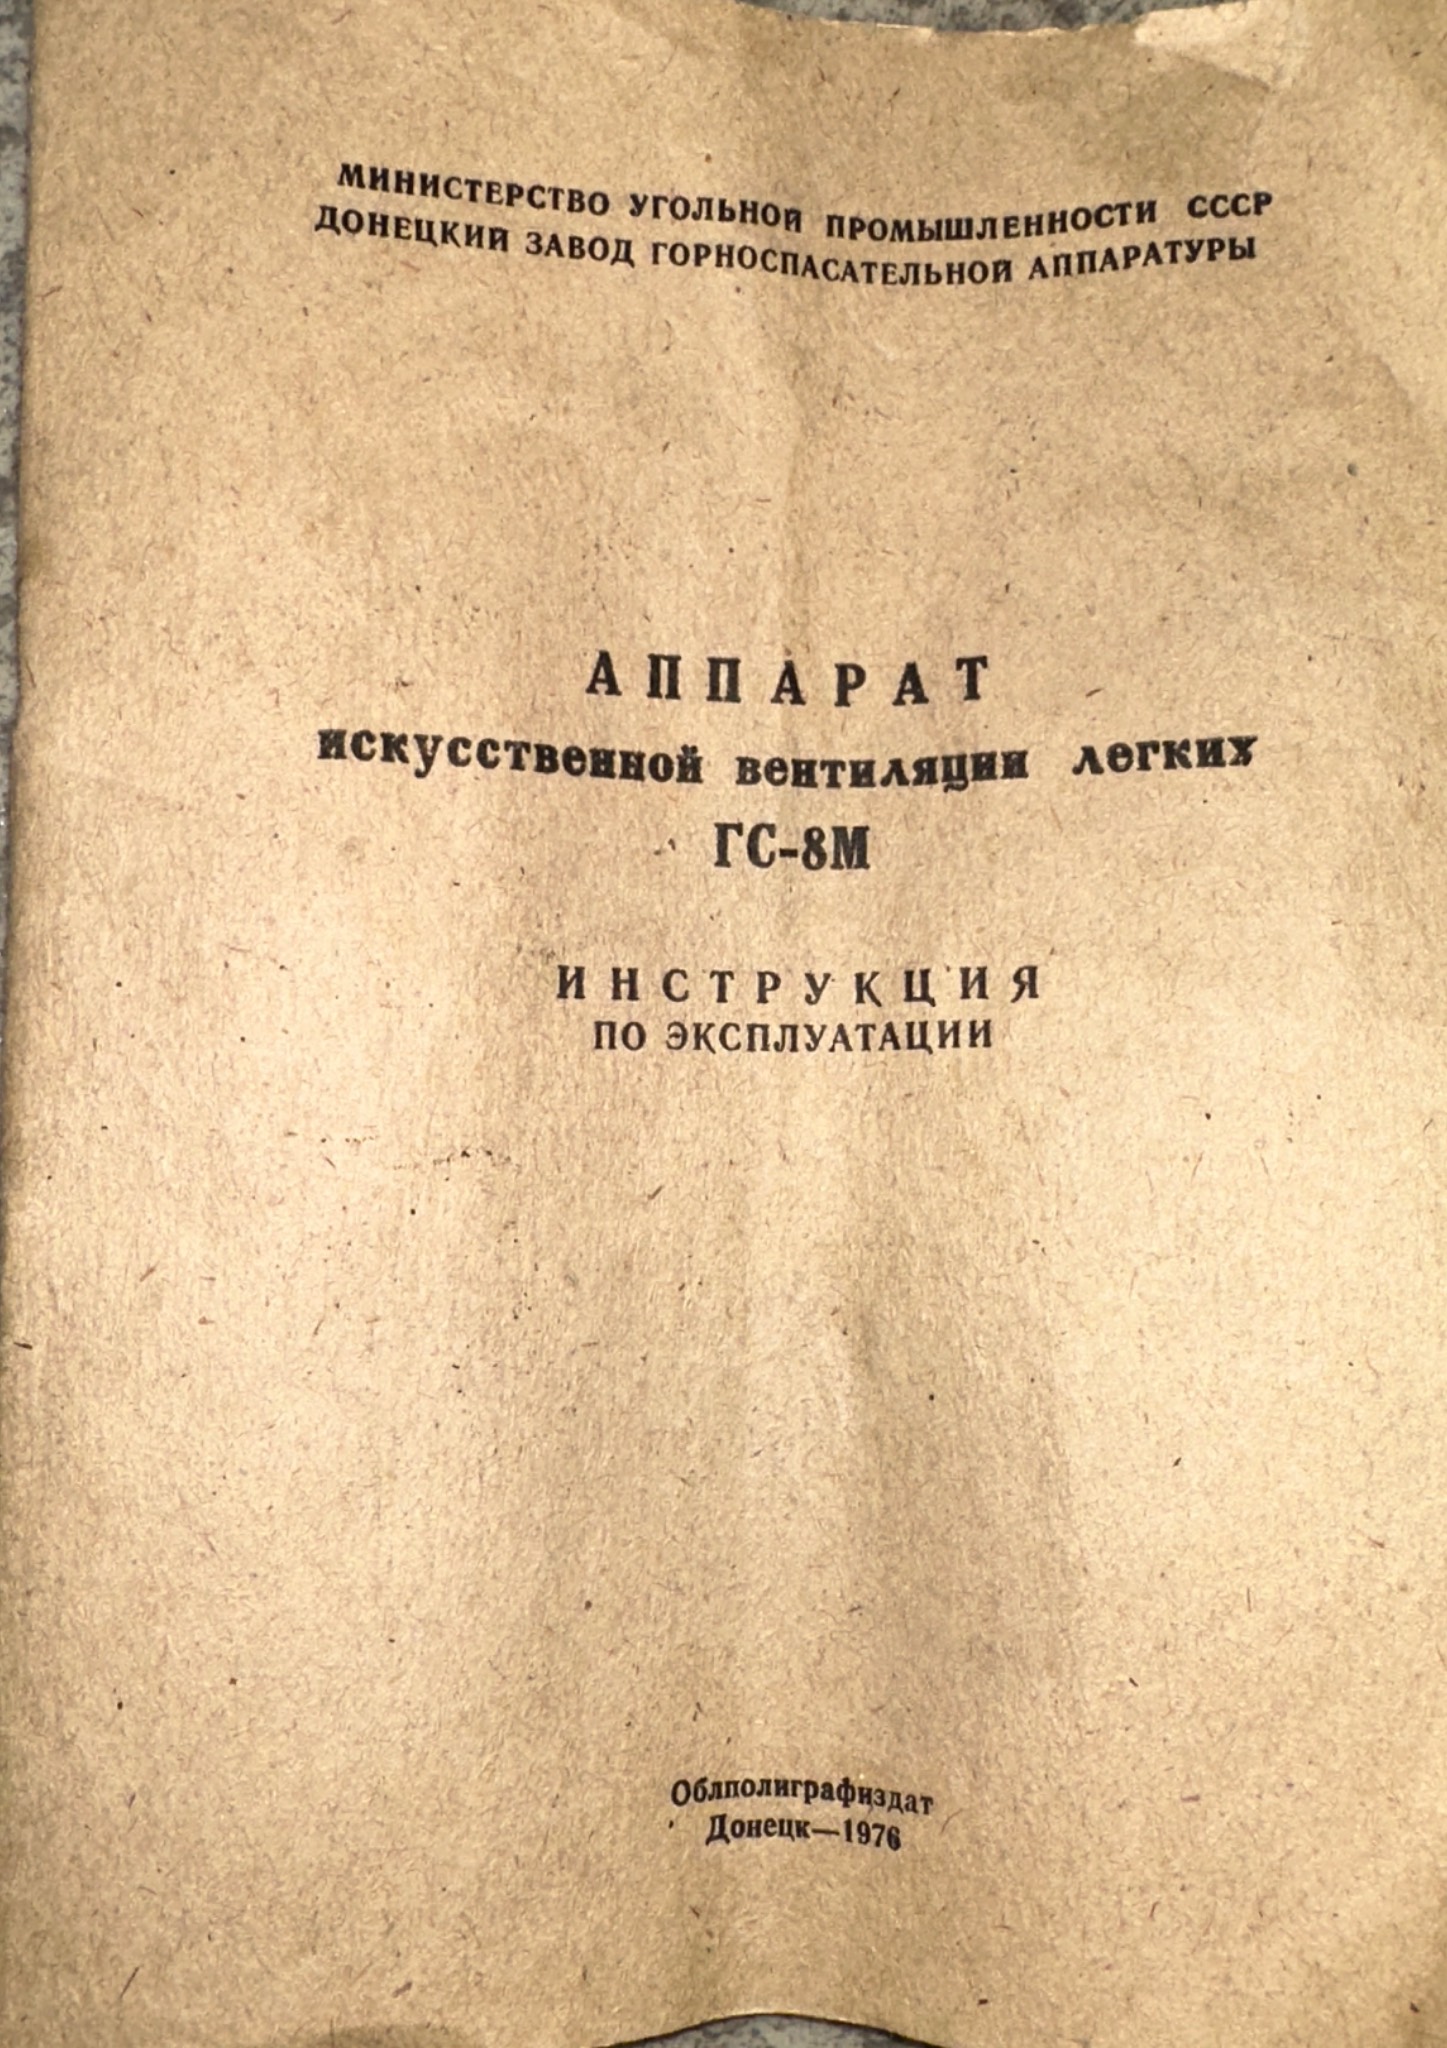 МИНИСТЕРСТВО УГОЛЬНОЙ ПРОМЫШЛЕННОСТИ СССР
ДОНЕЦКИЙ ЗАВОД ГОРНОСПАСАТЕЛЬНОЙ АППАРАТУРЫ
АППАРАТ
искусственной вентиляции легких
ГС-8М
ИНСТРУКЦИЯ
ПО ЭКСПЛУАТАЦИИ
Облполиграфиздат
Донецк—1976